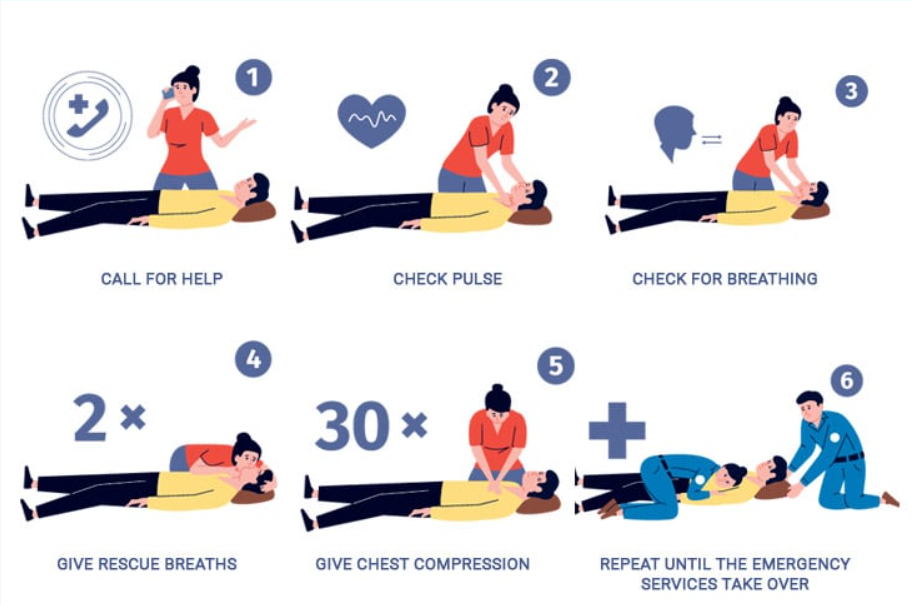 1
CALL FOR HELP
2
CHECK PULSE
3
CHECK FOR BREATHING
4
2 ×
GIVE RESCUE BREATHS
5
30 ×
GIVE CHEST COMPRESSION
6
REPEAT UNTIL THE EMERGENCY
SERVICES TAKE OVER